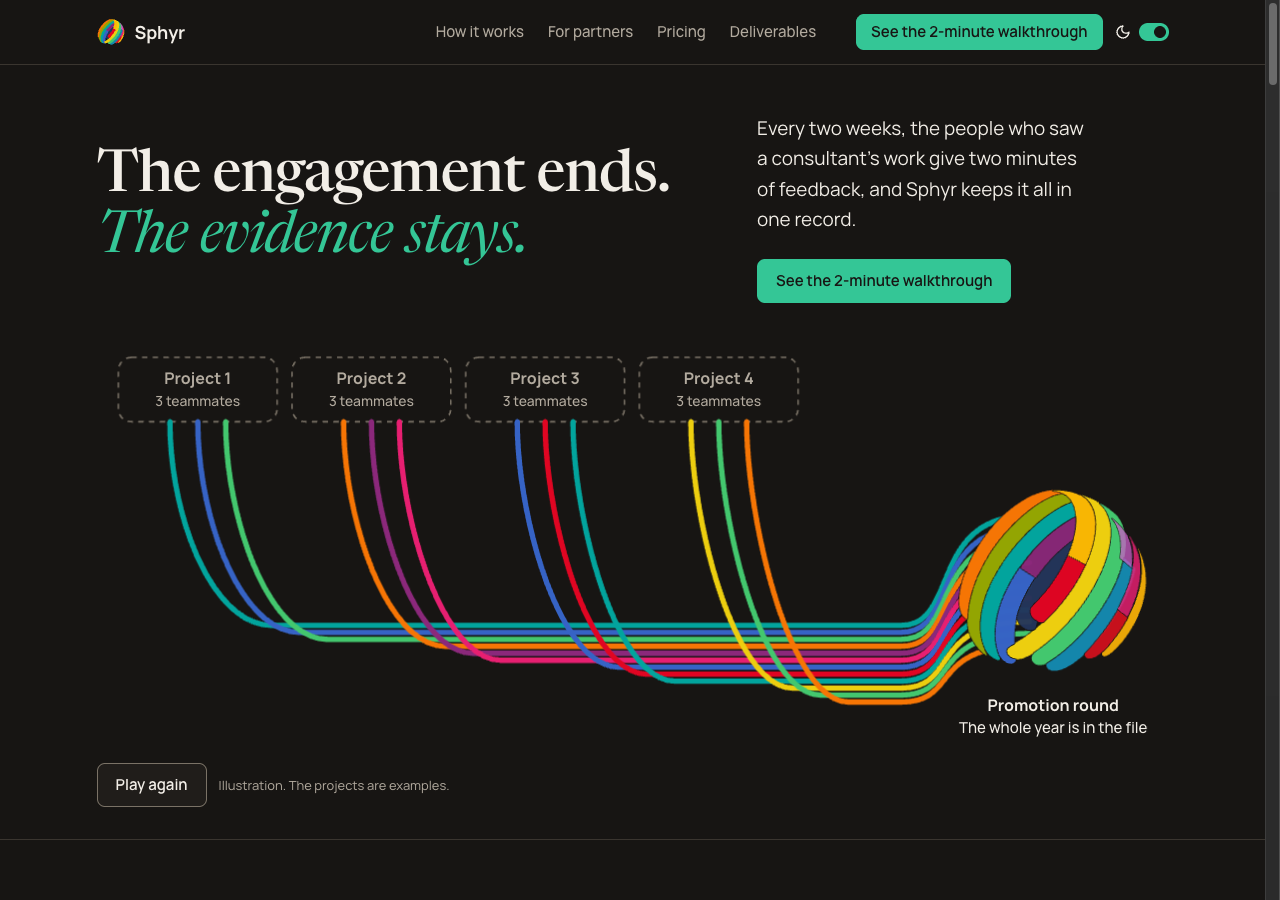 Sphyr
How it works
For partners
Pricing
Deliverables
See the 2-minute walkthrough
The engagement ends.
The evidence stays.
Every two weeks, the people who saw
a consultant's work give two minutes
of feedback, and Sphyr keeps it all in
one record.
See the 2-minute walkthrough
Project 1
3 teammates
Project 2
3 teammates
Project 3
3 teammates
Project 4
3 teammates
Promotion round
The whole year is in the file
Play again
Illustration. The projects are examples.